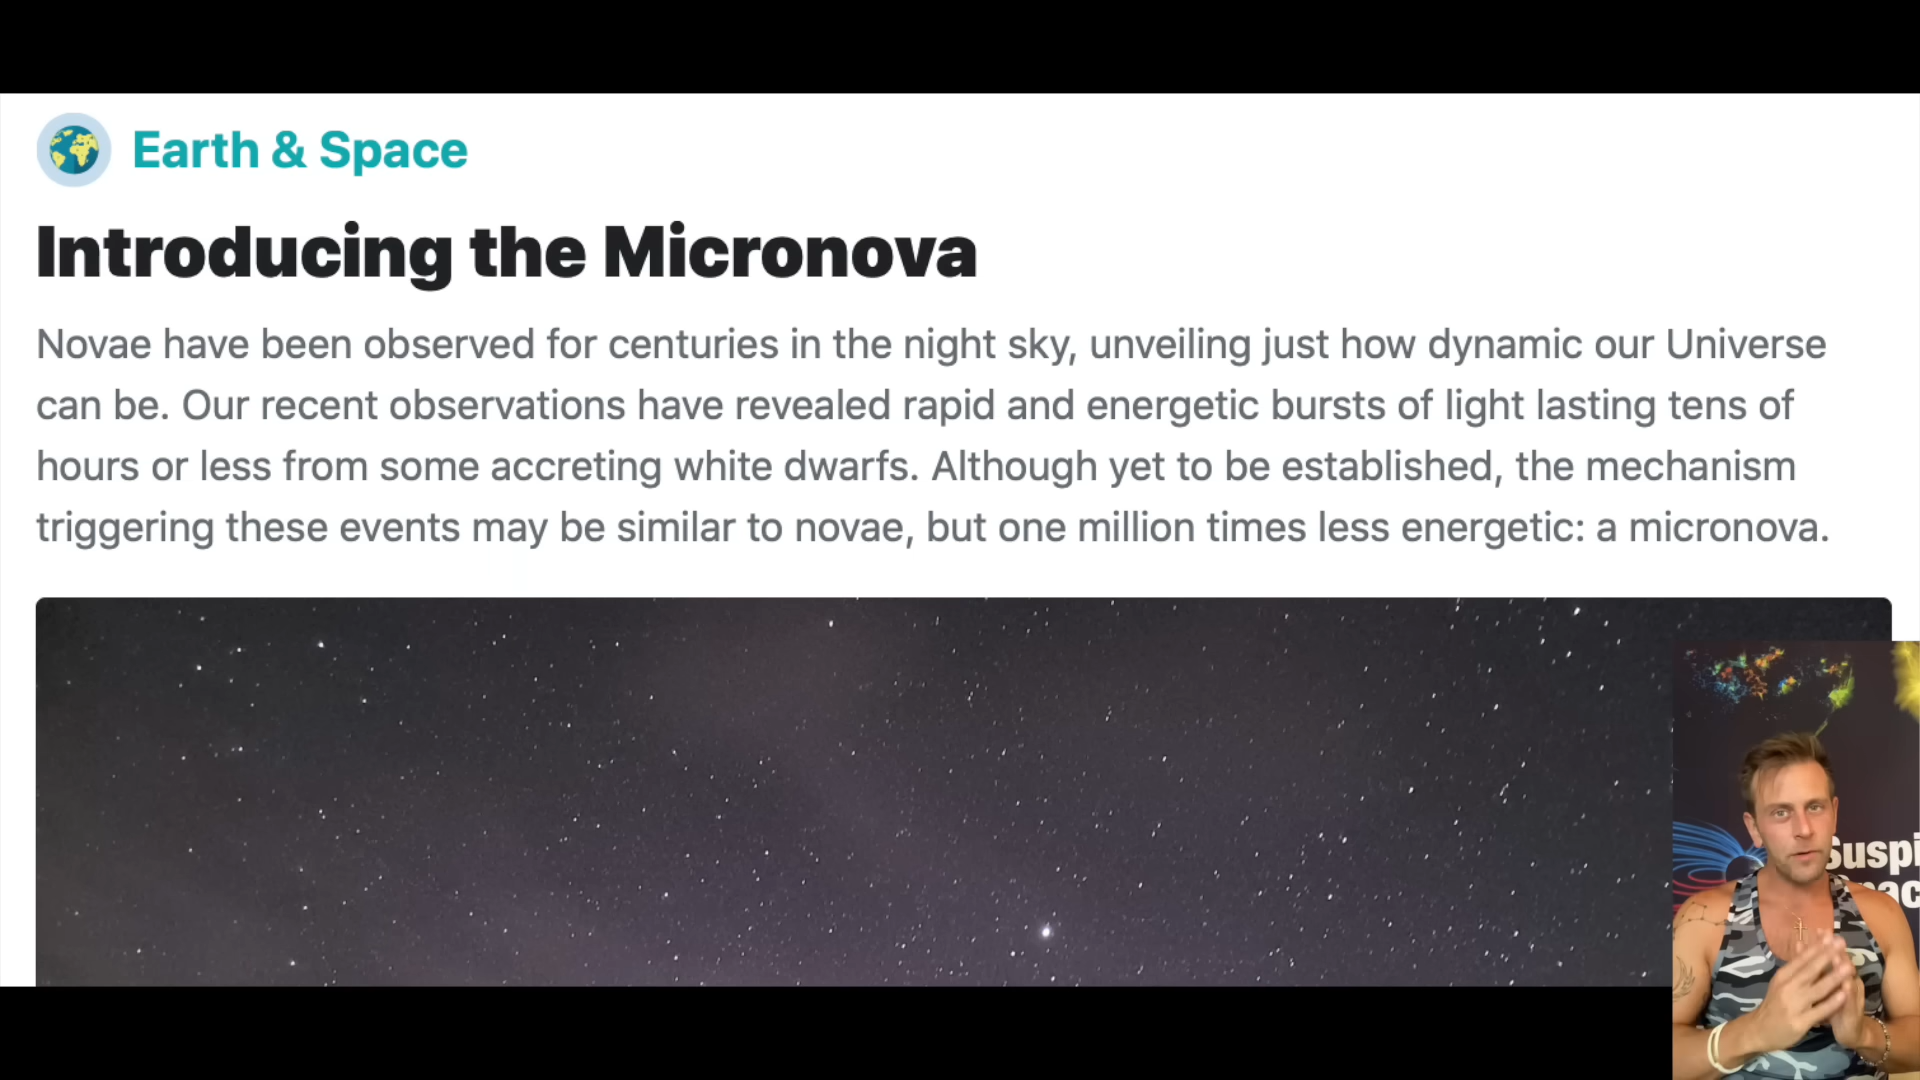 Earth & Space
Introducing the Micronova
Novae have been observed for centuries in the night sky, unveiling just how dynamic our Universe
can be. Our recent observations have revealed rapid and energetic bursts of light lasting tens of
hours or less from some accreting white dwarfs. Although yet to be established, the mechanism
triggering these events may be similar to novae, but one million times less energetic: a micronova.
Suspi